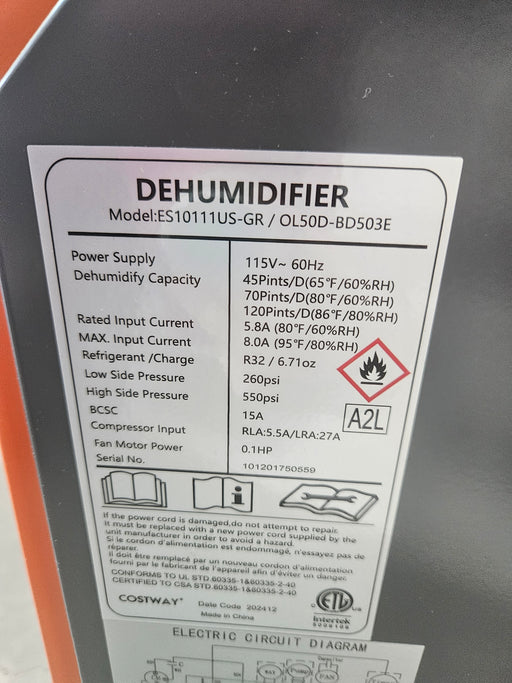 DEHUMIDIFIER
Model:ES10111US-GR / OL50D-BD503E
Power Supply 115V~ 60Hz
Dehumidify Capacity 45Pints/D(65°F/60%RH)
70Pints/D(80°F/60%RH)
120Pints/D(86°F/80%RH)
Rated Input Current 5.8A (80°F/60%RH)
MAX. Input Current 8.0A (95°F/80%RH)
Refrigerant /Charge R32 / 6.71oz
Low Side Pressure 260psi
High Side Pressure 550psi
BCSC 15A
A2L
Compressor Input RLA:5.5A/LRA:27A
Fan Motor Power 0.1HP
Serial No. 101201750559
If the power cord is damaged,do not attempt to repair.
It must be replaced with a new power cord supplied by the
unit manufacturer in order to avoid a hazard.
Si le cordon d'alimentation est endommagé, n'essayez pas de
réparer.
Il doit être remplacé par un nouveau cordon d'alimentation
fourni par le fabricant de l'appareil afin d'éviter un danger.
CONFORMS TO UL STD.60335-1&60335-2-40
CERTIFIED TO CSA STD.60335-1&60335-2-40
COSTWAY Date Code 202412
Made in China
c ETL us
Intertek
ELECTRIC CIRCUIT DIAGRAM
FAN